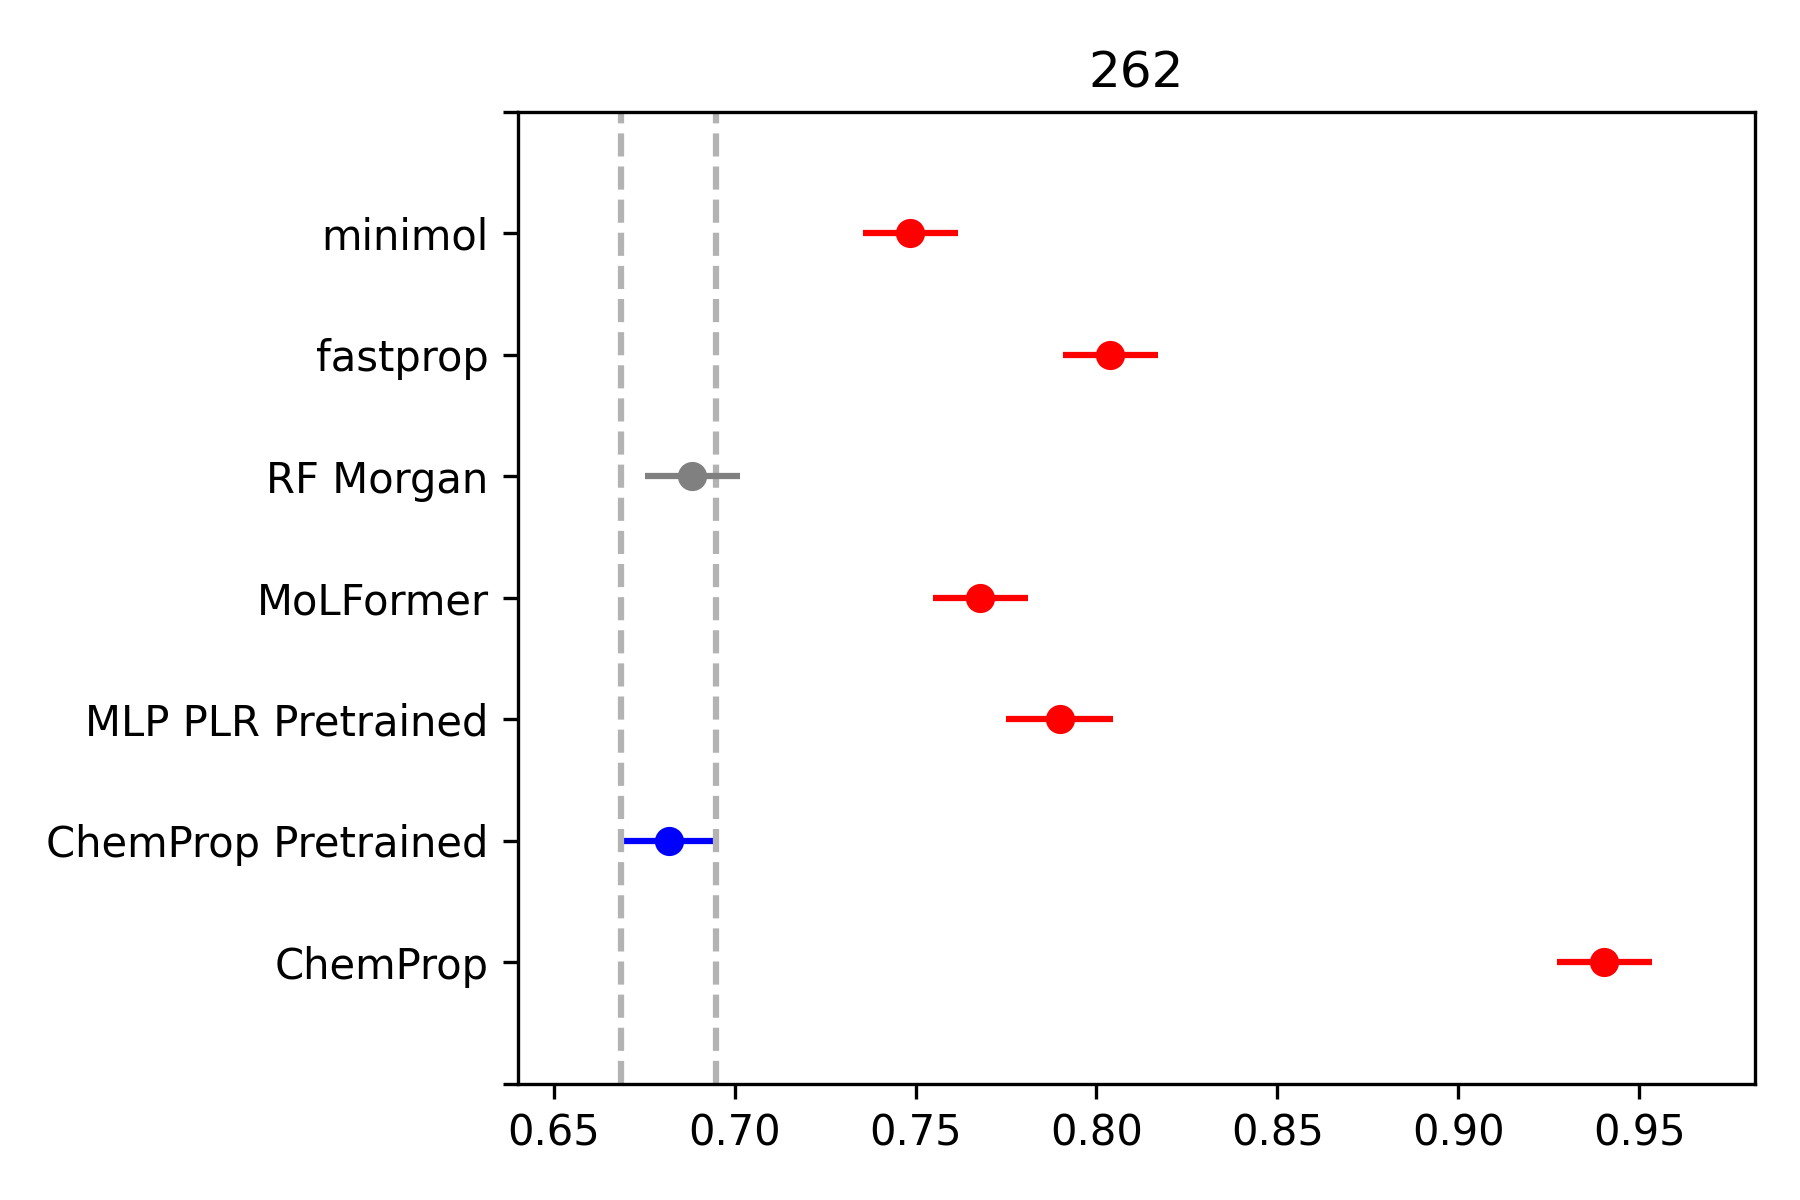 262
minimol
fastprop
RF Morgan
MoLFormer
MLP PLR Pretrained
ChemProp Pretrained
ChemProp
0.65 0.70 0.75 0.80 0.85 0.90 0.95